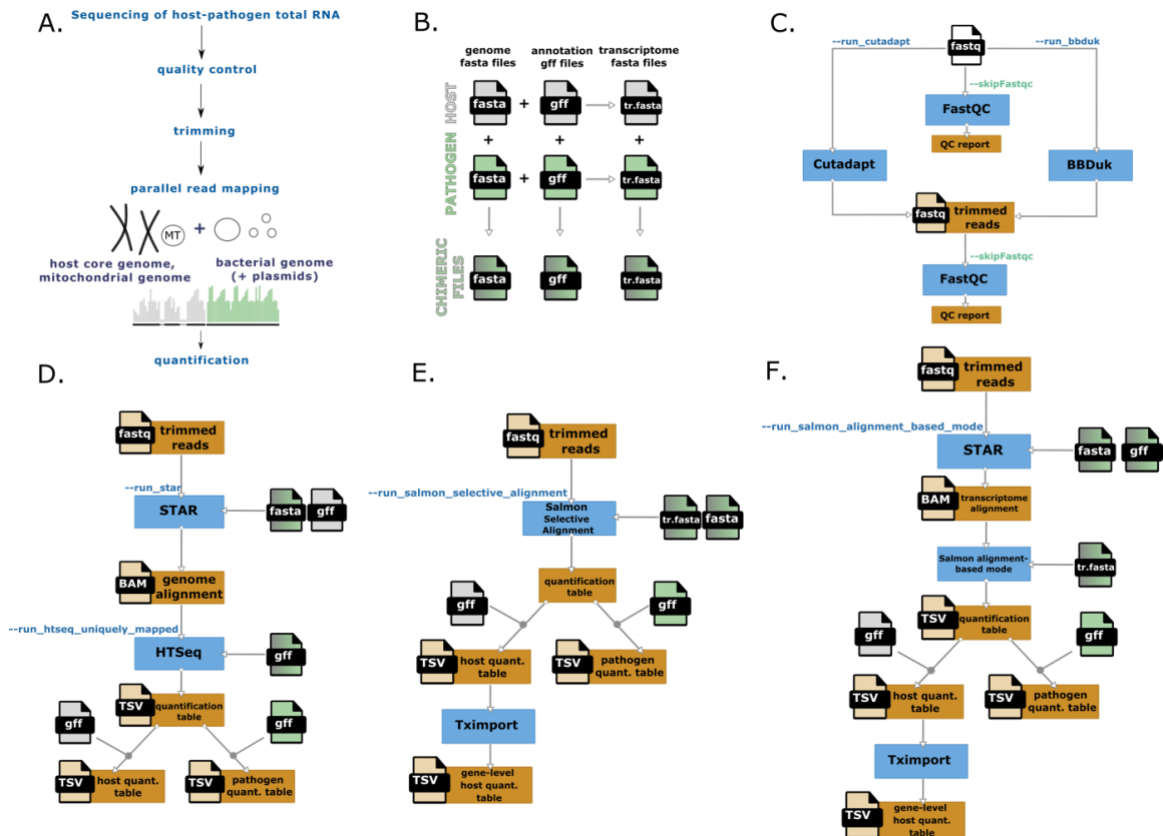 A.
Sequencing of host-pathogen total RNA
quality control
trimming
parallel read mapping
MT
+
host core genome,
mitochondrial genome
bacterial genome
(+ plasmids)
quantification
B.
genome
fasta files
annotation
gff files
transcriptome
fasta files
HOST
fasta + gff tr.fasta
+ + +
PATHOGEN
fasta + gff tr.fasta
CHIMERIC
FILES
fasta gff tr.fasta
C.
fastq
--run_cutadapt
--run_bbduk
--skipFastqc
FastQC
QC report
Cutadapt
BBDuk
fastq
trimmed
reads
--skipFastqc
FastQC
QC report
D.
fastq
trimmed
reads
--run_star
STAR
fasta gff
BAM
genome
alignment
--run_htseq_uniquely_mapped
HTSeq
gff
TSV
quantification
table
gff
gff
TSV
host quant.
table
TSV
pathogen
quant. table
E.
fastq
trimmed
reads
--run_salmon_selective_alignment
Salmon
Selective
Alignment
tr.fasta fasta
quantification
table
gff
gff
TSV
host quant.
table
TSV
pathogen
quant. table
Tximport
TSV
gene-level
host quant.
table
F.
fastq
trimmed
reads
--run_salmon_alignment_based_mode
STAR
fasta gff
BAM
transcriptome
alignment
Salmon alignment-
based mode
tr.fasta
TSV
quantification
table
gff
gff
TSV
host quant.
table
TSV
pathogen
quant. table
Tximport
TSV
gene-level
host quant.
table